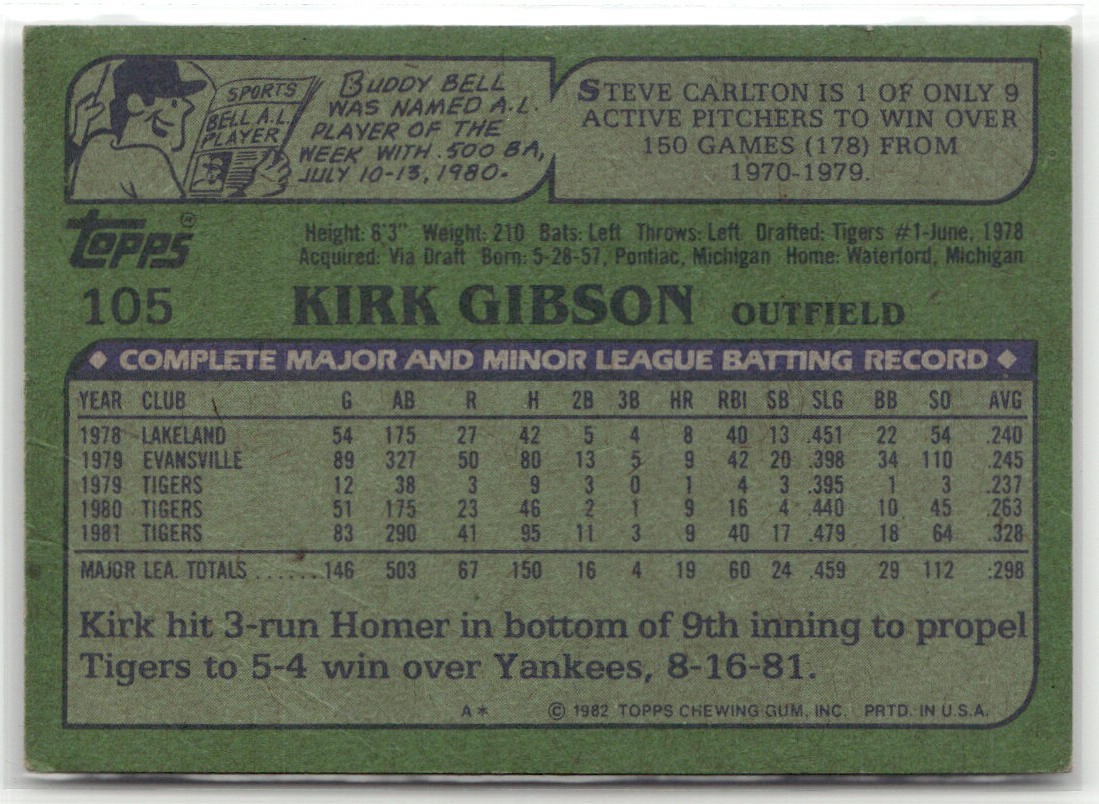 SPORTS
BELL A.L.
PLAYER
BUDDY BELL
WAS NAMED A.L.
PLAYER OF THE
WEEK WITH .500 BA,
JULY 10-13, 1980.
STEVE CARLTON IS 1 OF ONLY 9
ACTIVE PITCHERS TO WIN OVER
150 GAMES (178) FROM
1970-1979.
Topps®
Height: 6'3" Weight: 210 Bats: Left Throws: Left Drafted: Tigers #1-June, 1978
Acquired: Via Draft Born: 5-28-57, Pontiac, Michigan Home: Waterford, Michigan
105 KIRK GIBSON OUTFIELD
◆ COMPLETE MAJOR AND MINOR LEAGUE BATTING RECORD ◆
YEAR CLUB G AB R H 2B 3B HR RBI SB SLG BB SO AVG
1978 LAKELAND 54 175 27 42 5 4 8 40 13 .451 22 54 .240
1979 EVANSVILLE 89 327 50 80 13 5 9 42 20 .398 34 110 .245
1979 TIGERS 12 38 3 9 3 0 1 4 3 .395 1 3 .237
1980 TIGERS 51 175 23 46 2 1 9 16 4 .440 10 45 .263
1981 TIGERS 83 290 41 95 11 3 9 40 17 .479 18 64 .328
MAJOR LEA. TOTALS ......146 503 67 150 16 4 19 60 24 .459 29 112 .298
Kirk hit 3-run Homer in bottom of 9th inning to propel
Tigers to 5-4 win over Yankees, 8-16-81.
A* © 1982 TOPPS CHEWING GUM, INC. PRTD. IN U.S.A.